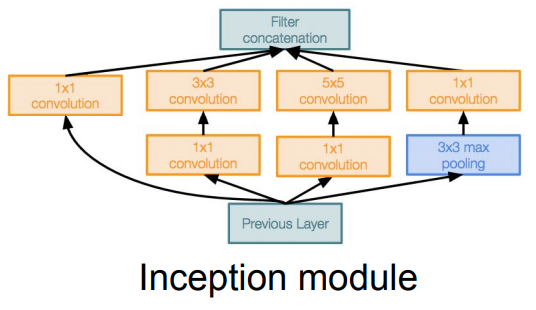 Filter
concatenation
1x1
convolution
3x3
convolution
5x5
convolution
1x1
convolution
1x1
convolution
1x1
convolution
3x3 max
pooling
Previous Layer
Inception module